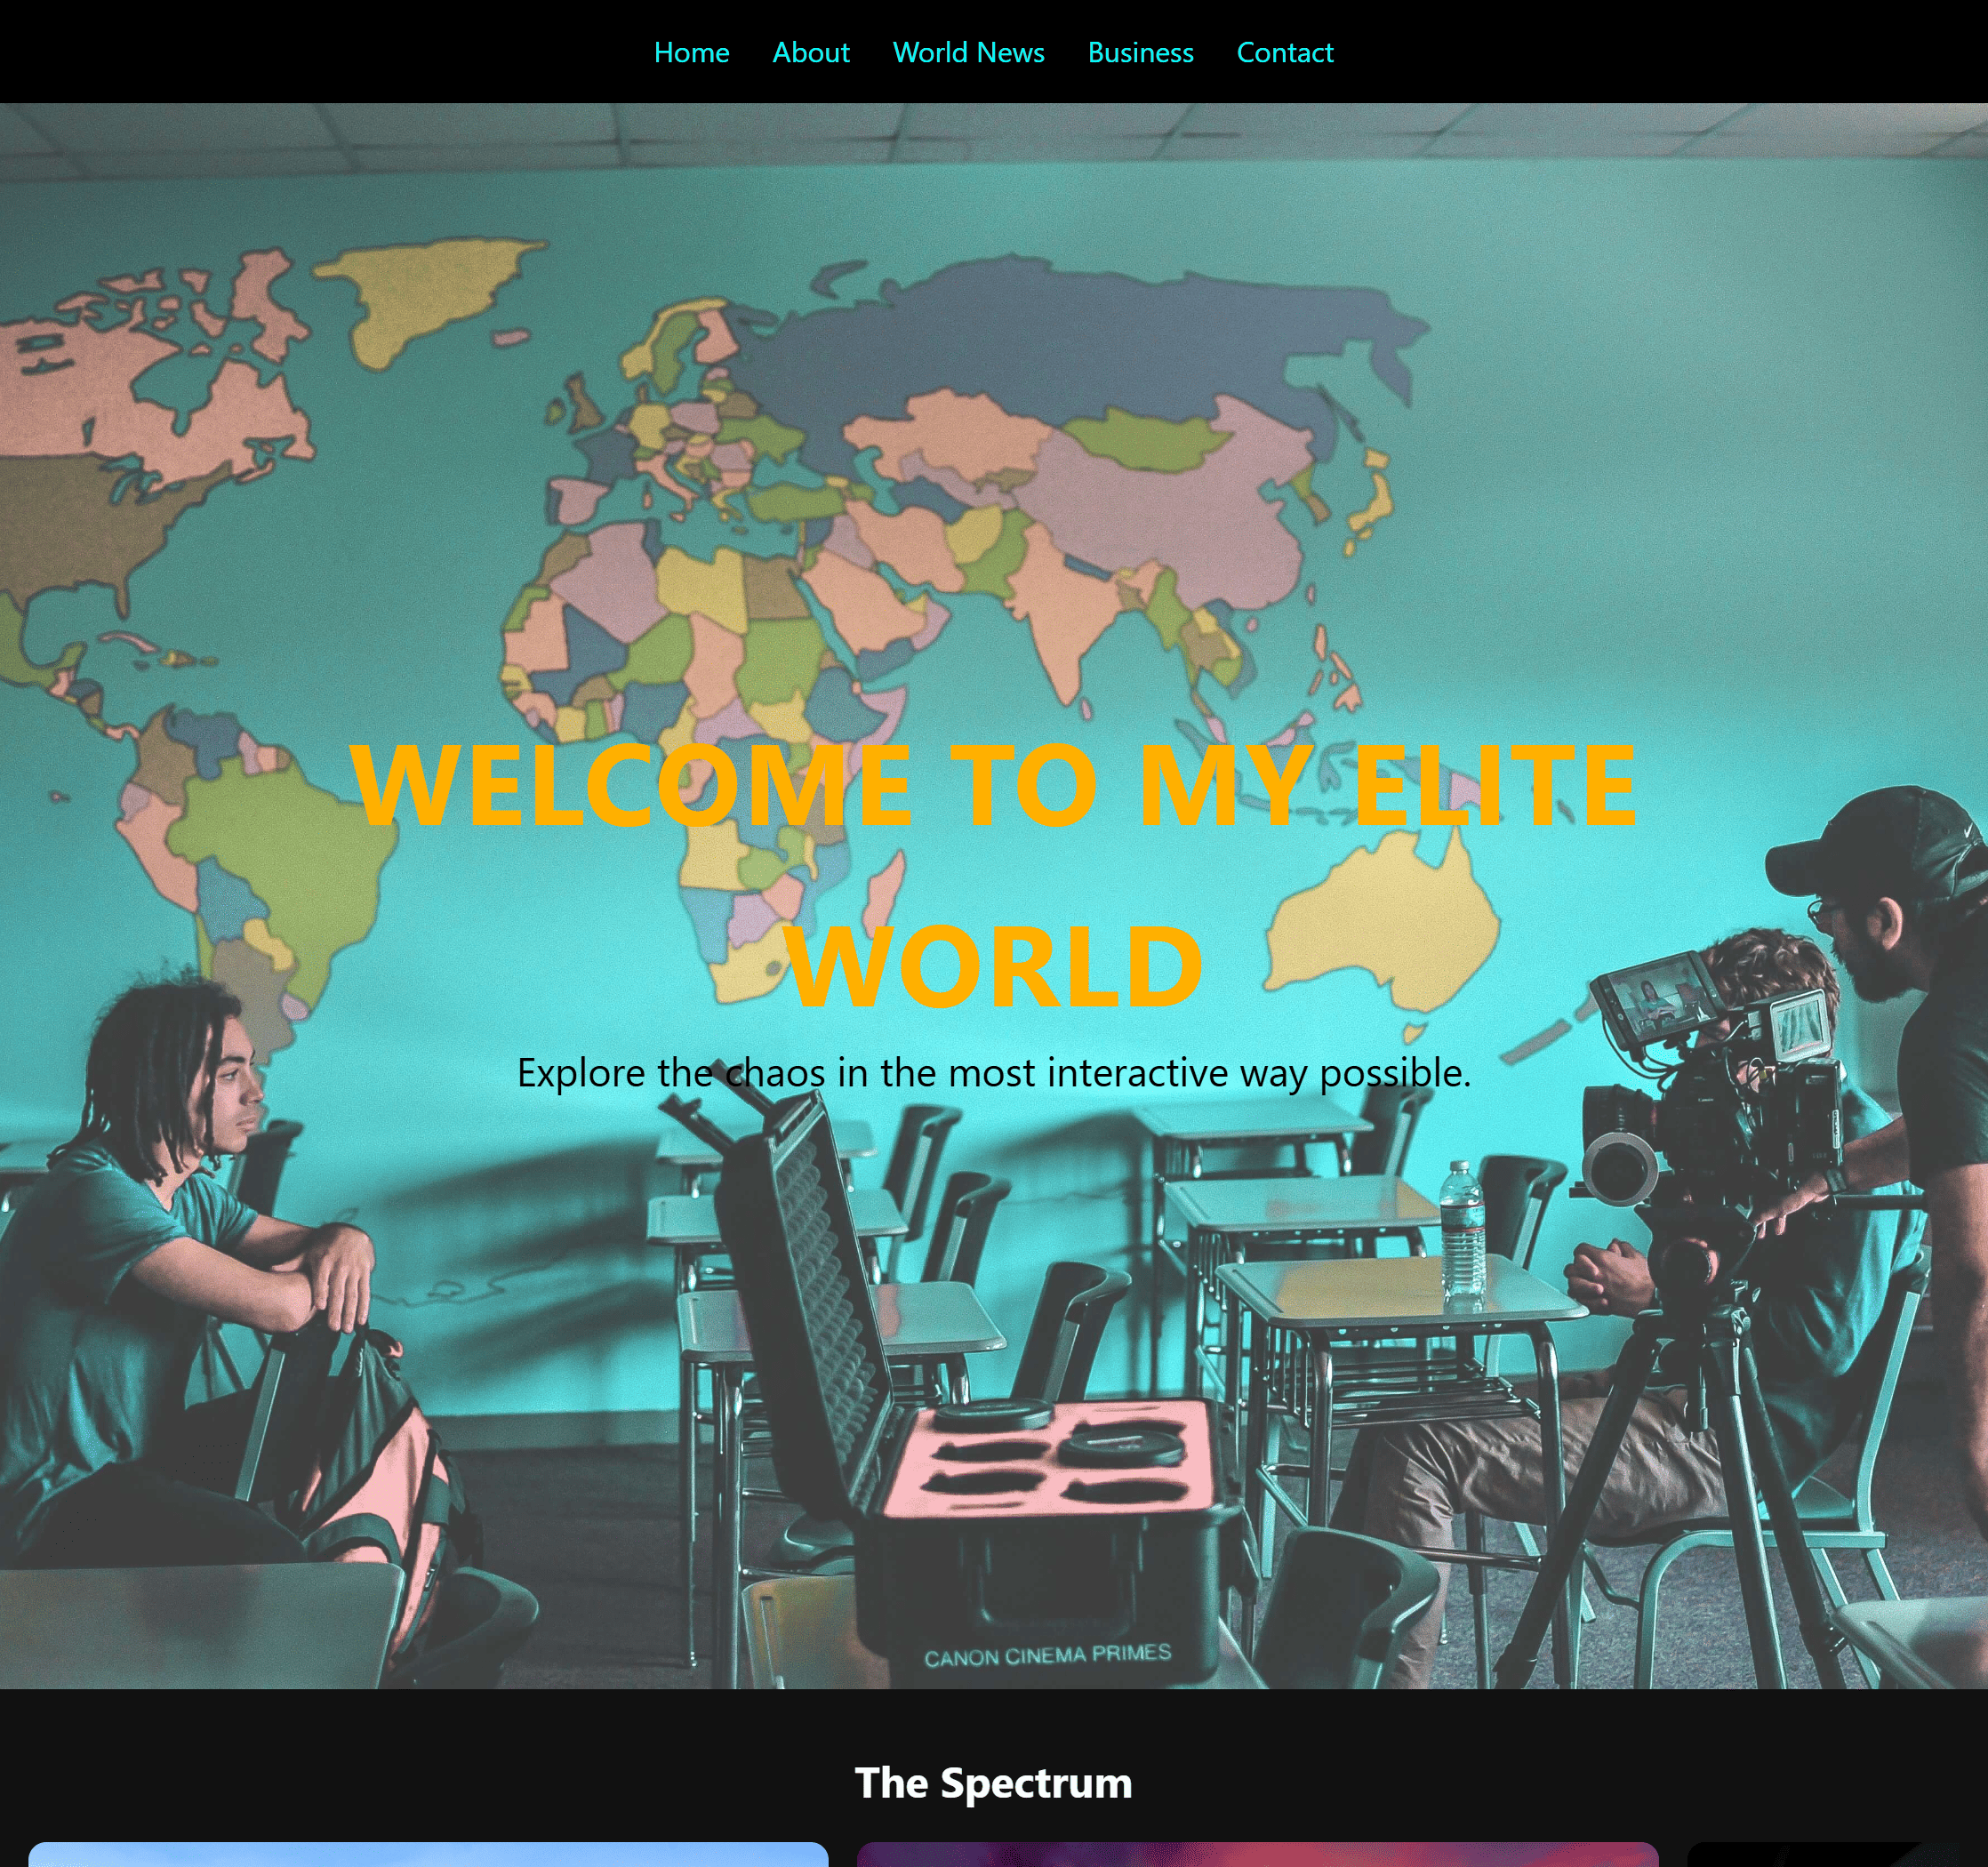 Home About World News Business Contact
WELCOME TO MY ELITE
WORLD
Explore the chaos in the most interactive way possible.
CANON CINEMA PRIMES
The Spectrum